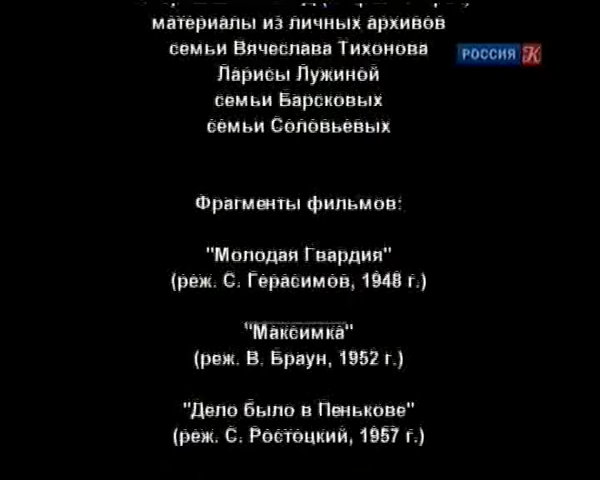 материалы из личных архивов
семьи Вячеслава Тихонова
Ларисы Лужиной
семьи Барсковых
семьи Соловьевых
РОССИЯ К
Фрагменты фильмов:
"Молодая Гвардия"
(реж. С. Герасимов, 1948 г.)
"Максимка"
(реж. В. Браун, 1952 г.)
"Дело было в Пенькове"
(реж. С. Ростоцкий, 1957 г.)